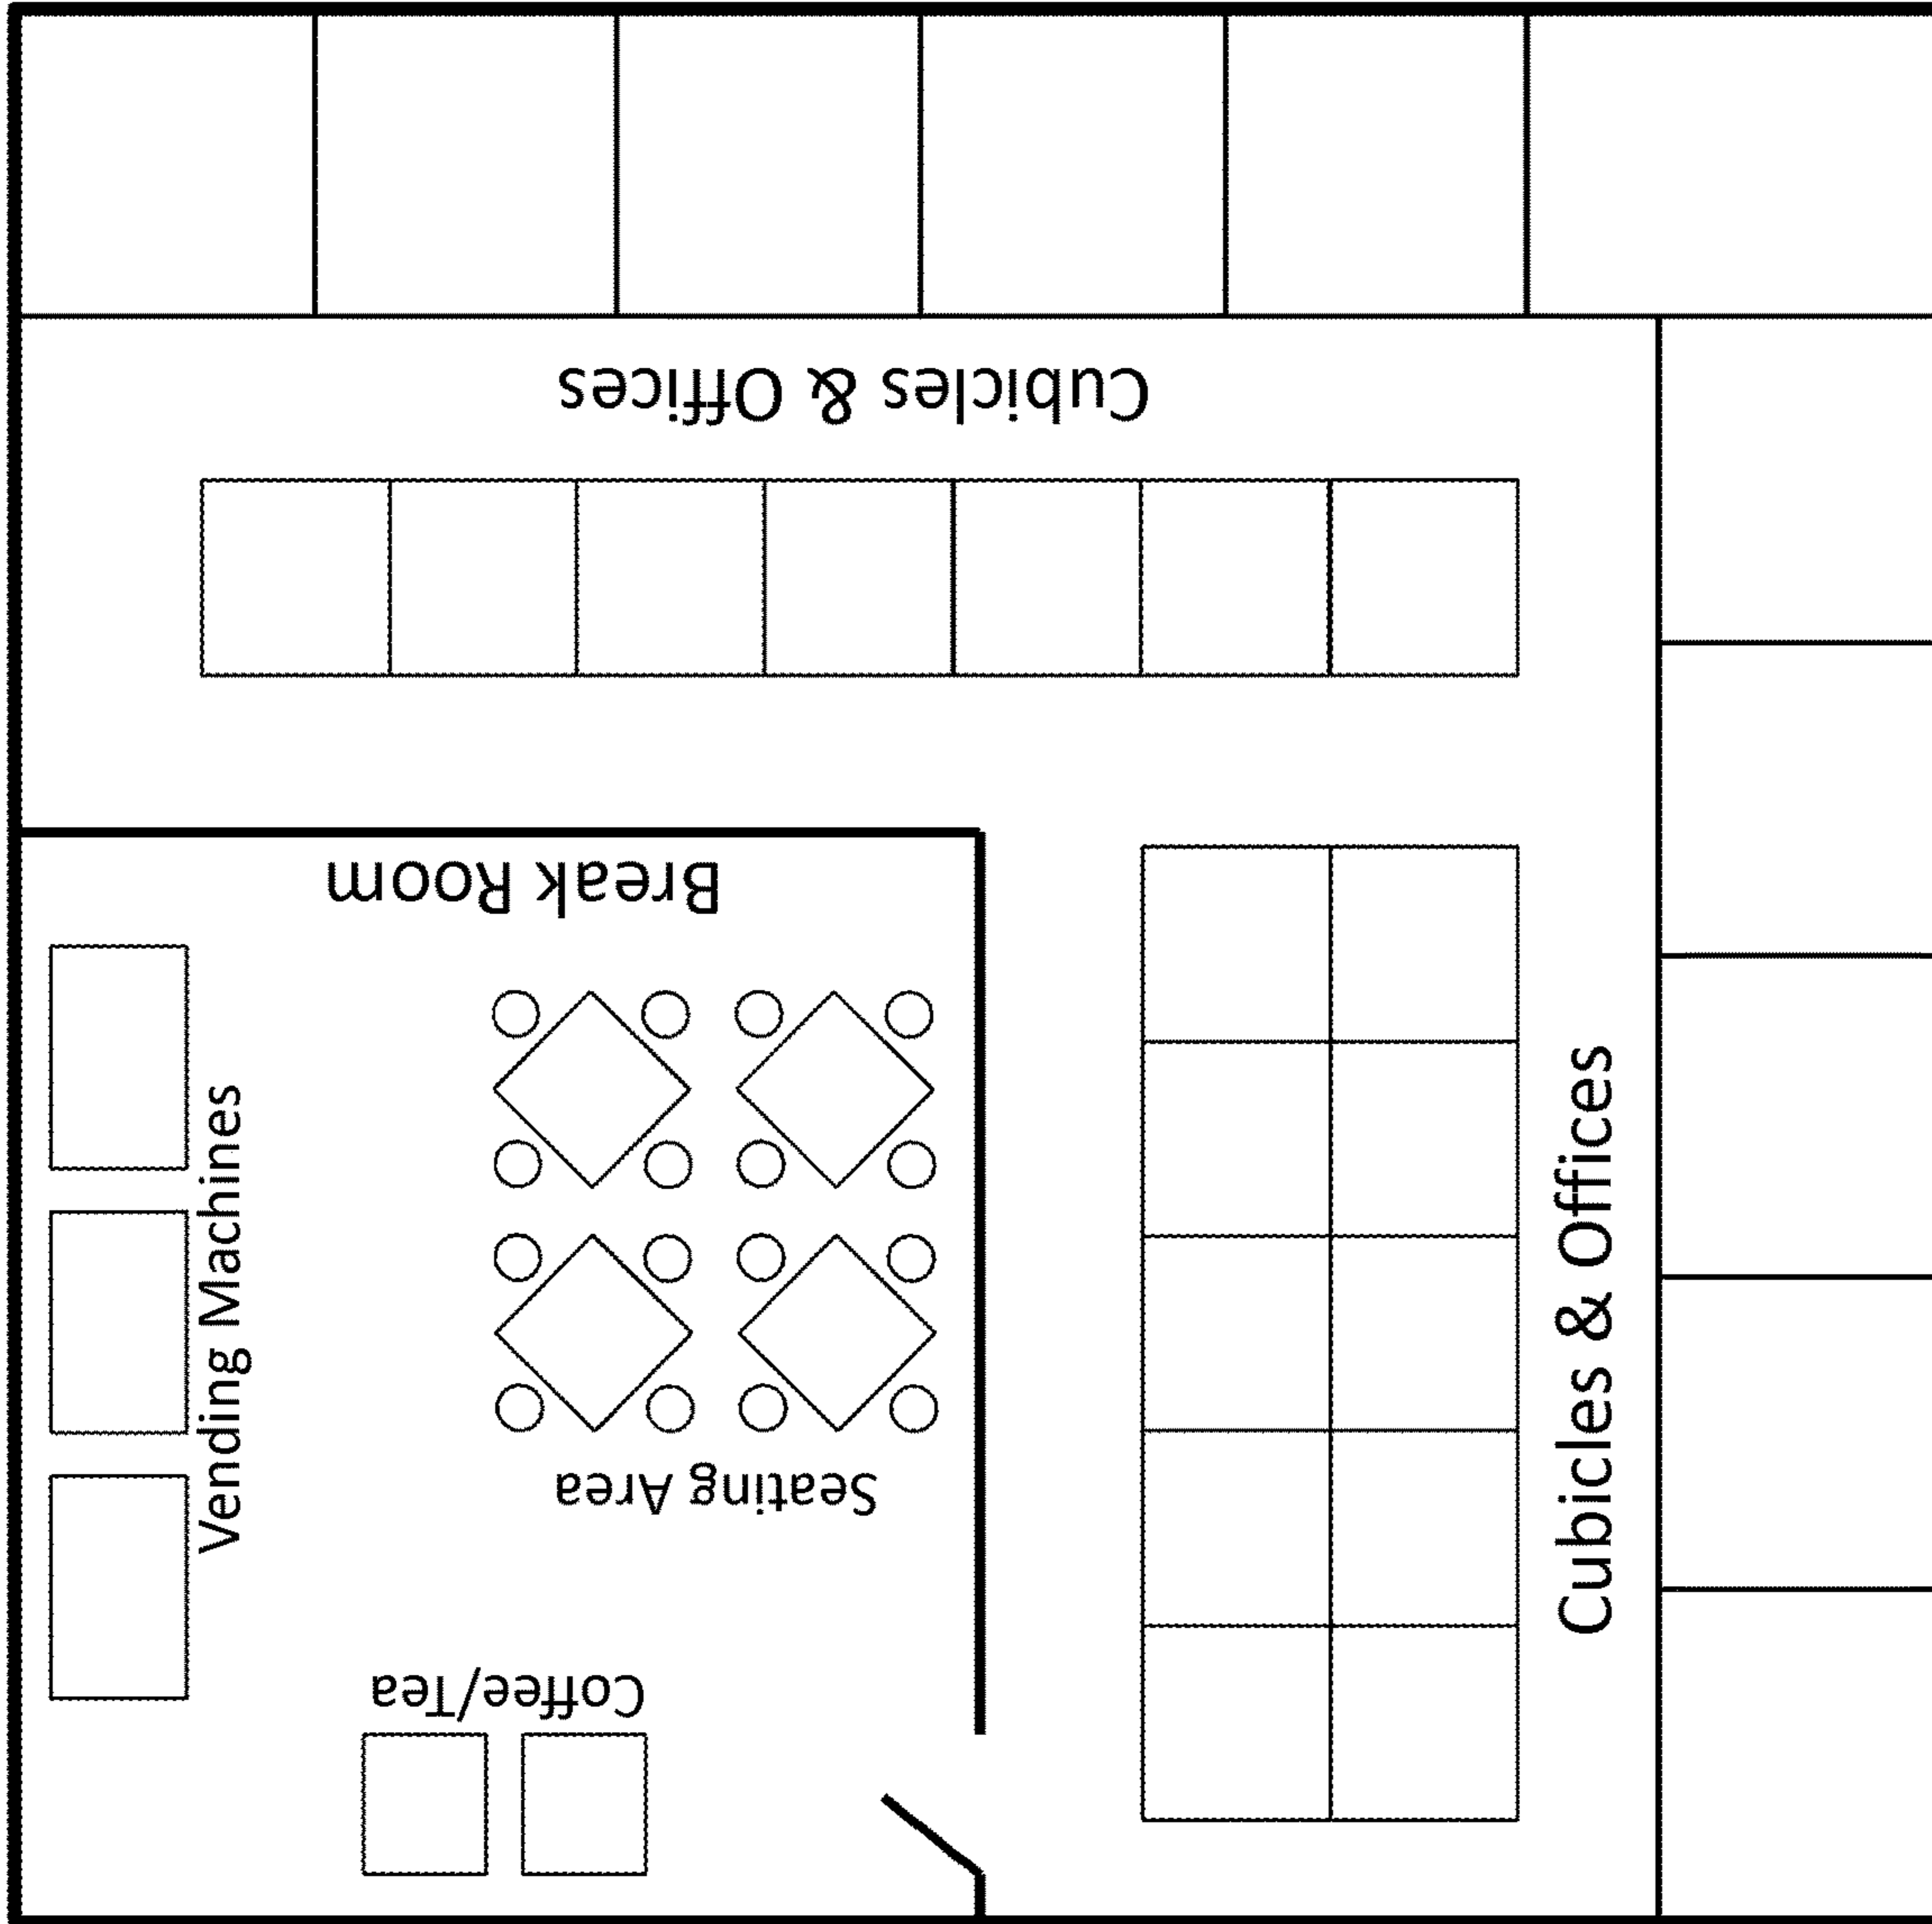 Cubicles & Offices
Break Room
Vending Machines
Seating Area
Coffee/Tea
Cubicles & Offices